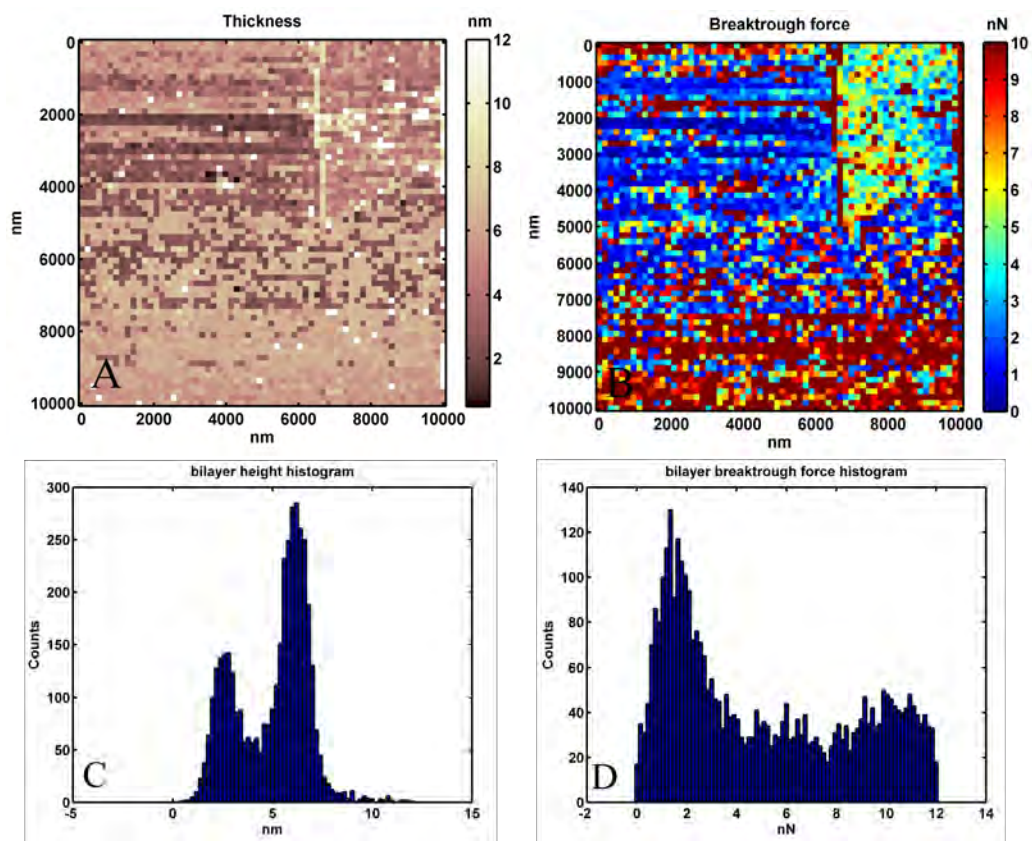 Thickness
nm
0
2000
4000
6000
8000
10000
nm
0 2000 4000 6000 8000 10000
nm
12
10
8
6
4
2
A
Breaktrough force
nN
0
1000
2000
3000
4000
5000
6000
7000
8000
9000
10000
nm
0 2000 4000 6000 8000 10000
nm
10
9
8
7
6
5
4
3
2
1
0
B
bilayer height histogram
300
250
200
150
100
50
0
Counts
-5 0 5 10 15
nm
C
bilayer breaktrough force histogram
140
120
100
80
60
40
20
0
Counts
-2 0 2 4 6 8 10 12 14
nN
D